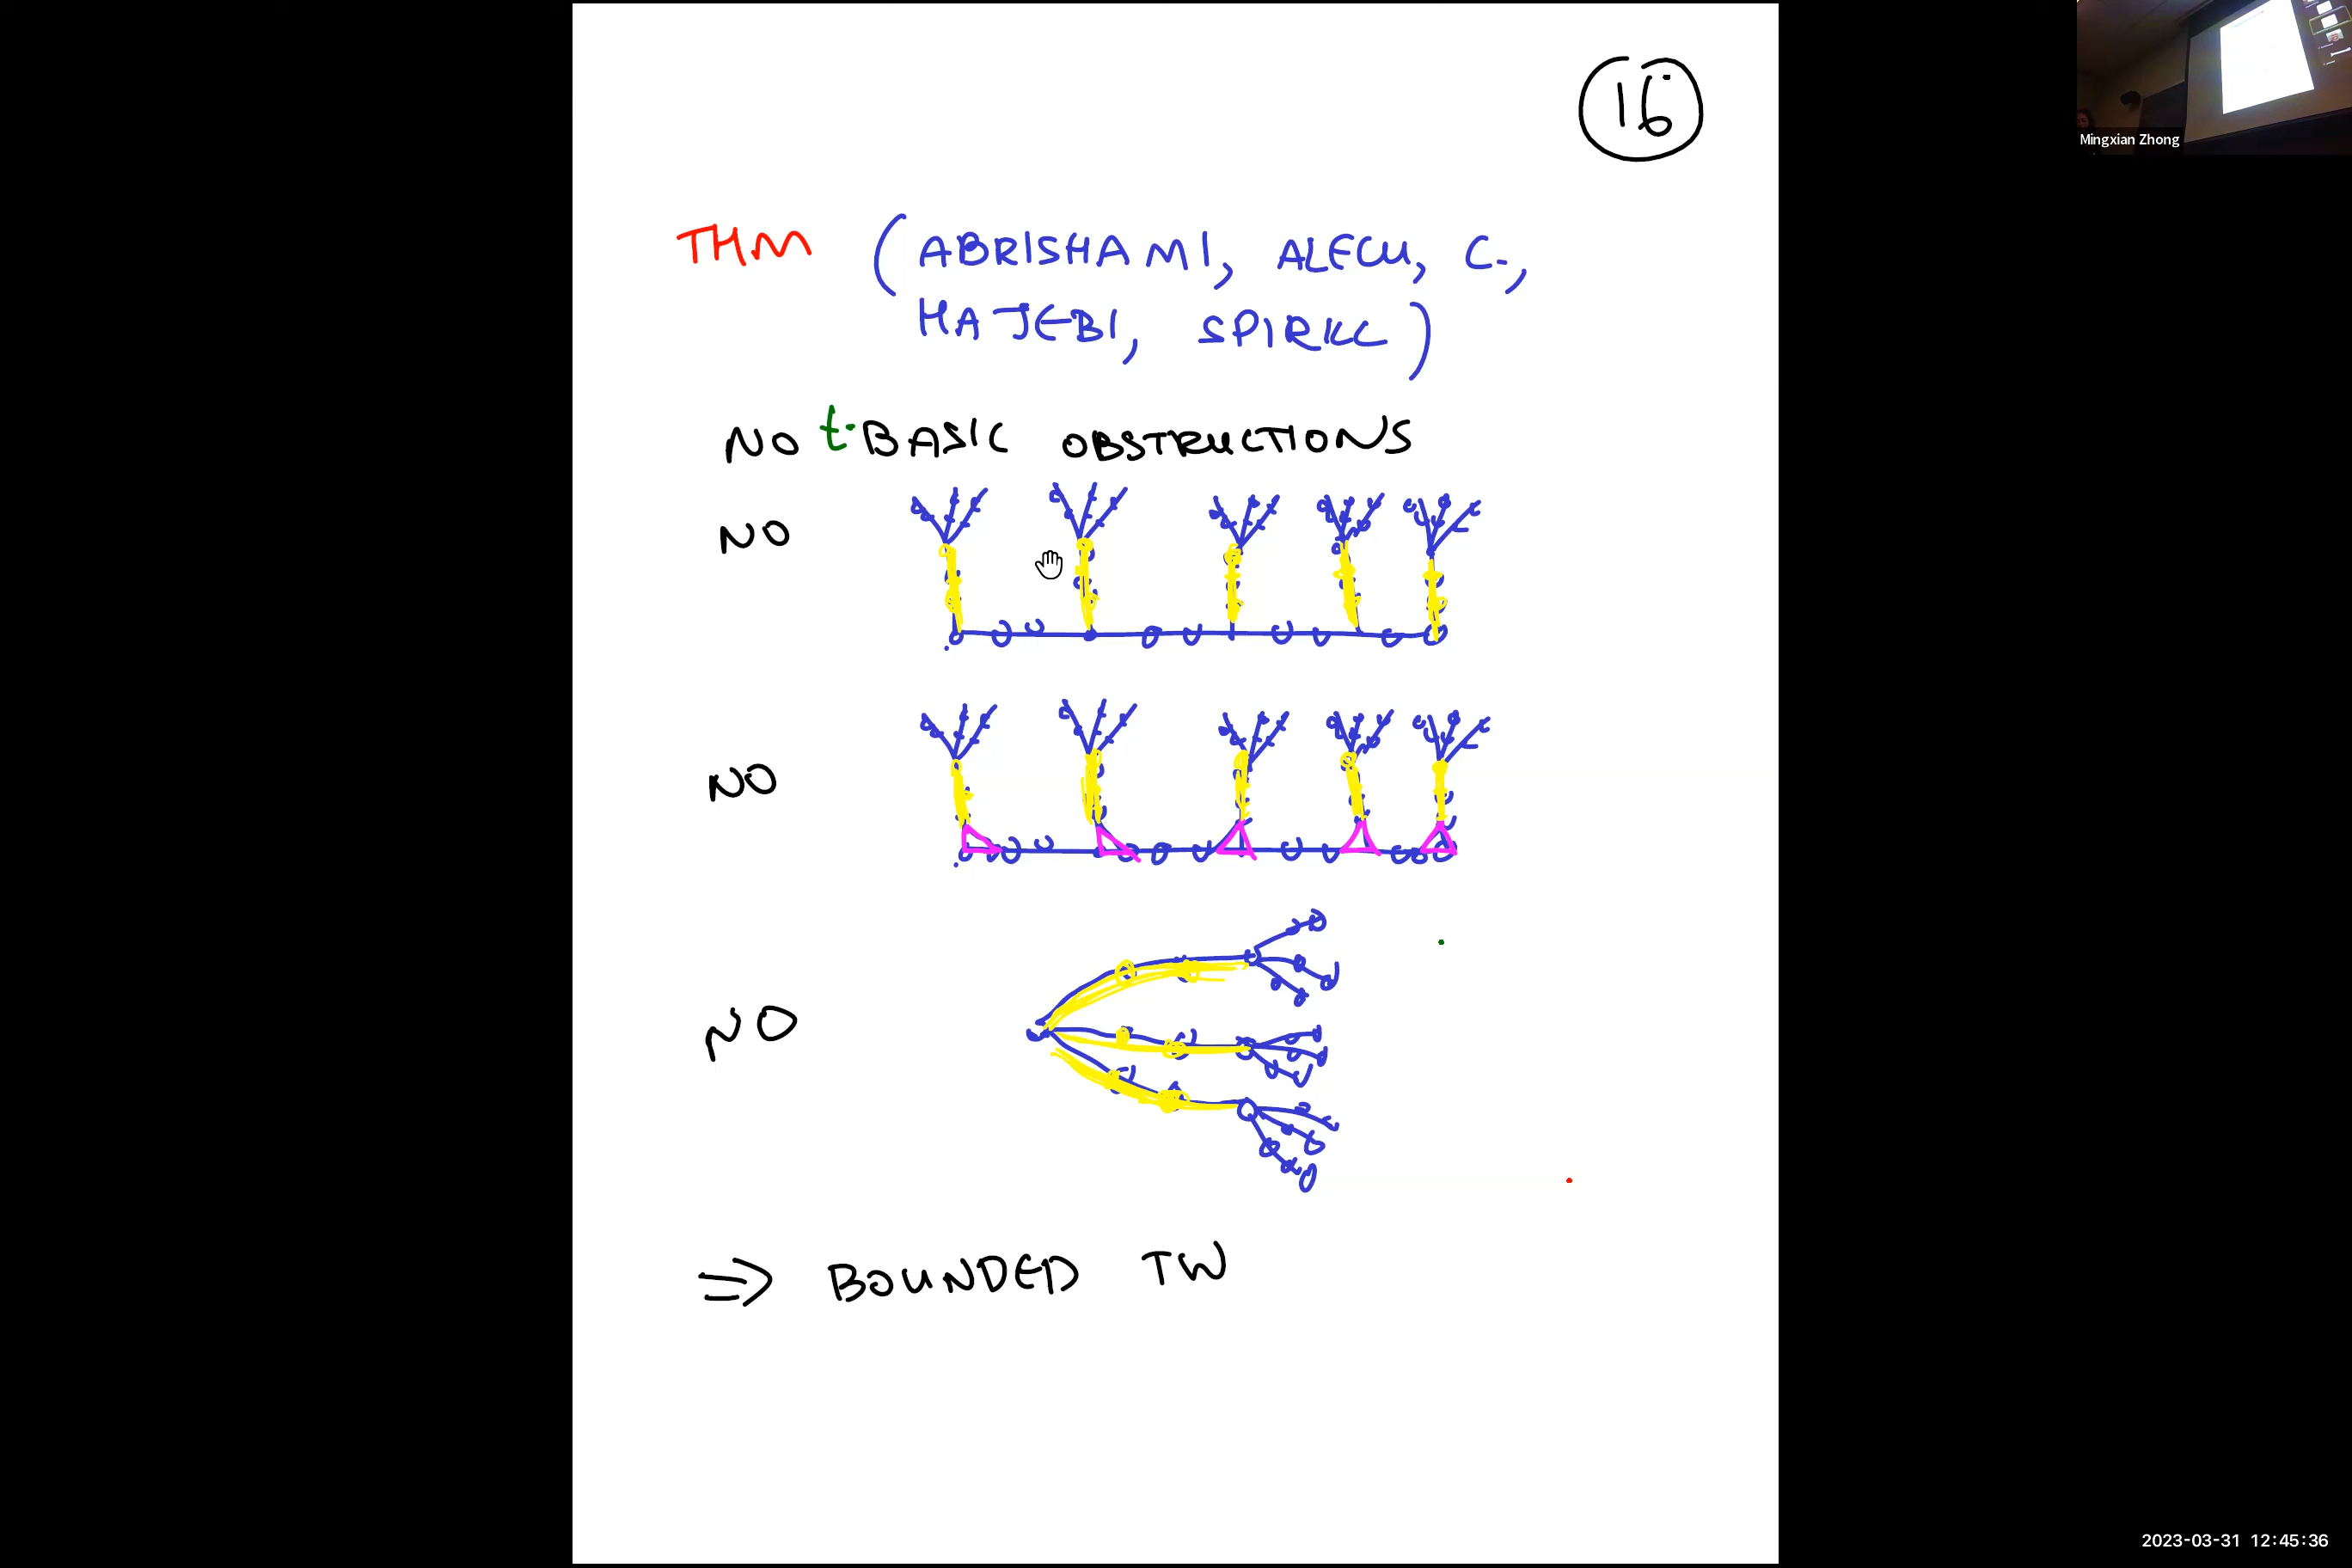 16
THM (ABRISHAMI, ALECU, C.,
HAJEBI, SPIRKL)
NO t-BASIC OBSTRUCTIONS
NO
NO
NO
⇒ BOUNDED TW
Mingxian Zhong
2023-03-31 12:45:36